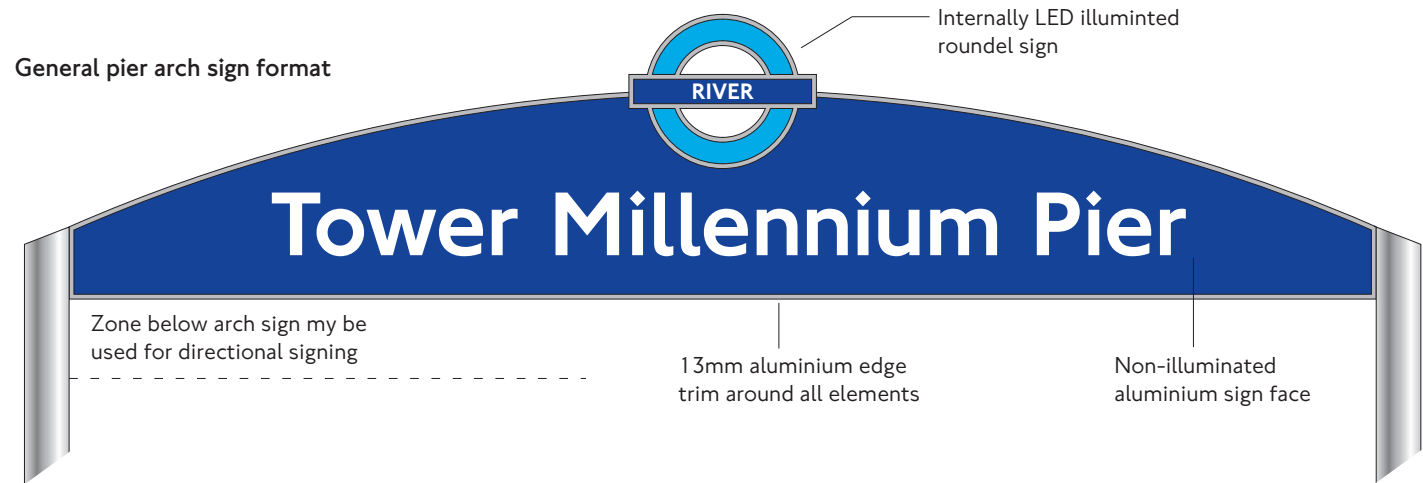 General pier arch sign format
Internally LED illuminted
roundel sign
RIVER
Tower Millennium Pier
Zone below arch sign my be
used for directional signing
13mm aluminium edge
trim around all elements
Non-illuminated
aluminium sign face